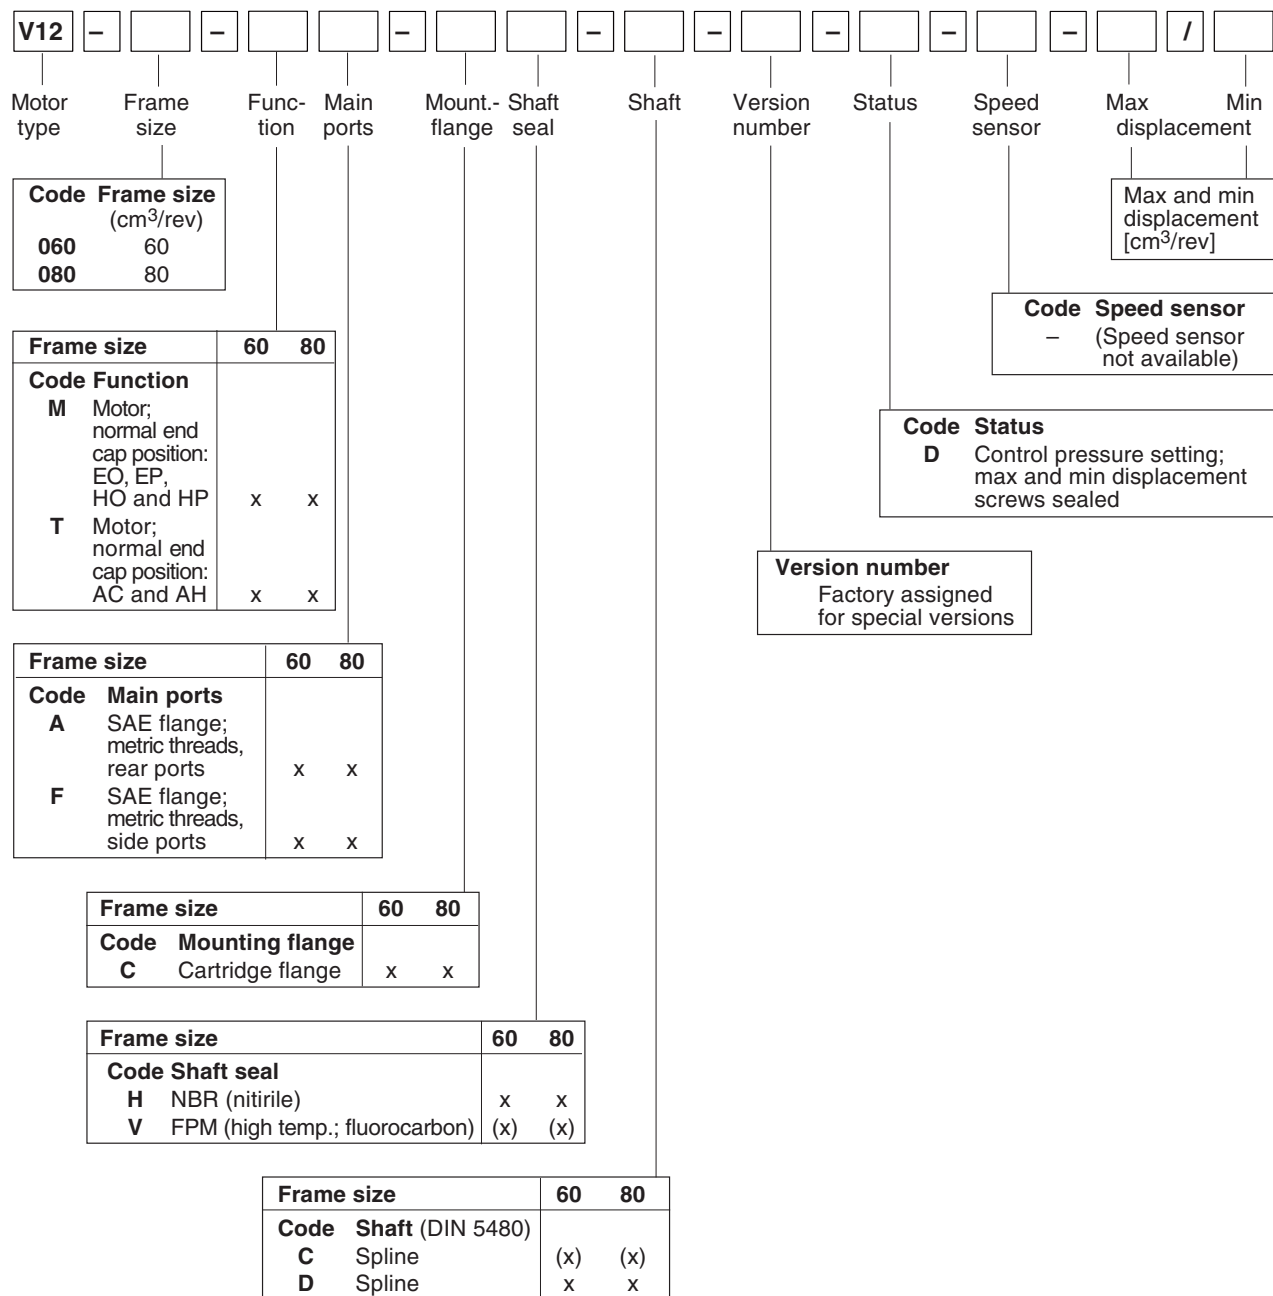 V12 – – – – – – – – /
Motor type
Frame size
Func-tion
Main ports
Mount.-flange
Shaft seal
Shaft
Version number
Status
Speed sensor
Max Min
displacement
Code Frame size
(cm³/rev)
060 60
080 80
Max and min
displacement
[cm³/rev]
Code Speed sensor
– (Speed sensor
not available)
Frame size 60 80
Code Function
M Motor;
normal end
cap position:
EO, EP,
HO and HP x x
T Motor;
normal end
cap position:
AC and AH x x
Code Status
D Control pressure setting;
max and min displacement
screws sealed
Version number
Factory assigned
for special versions
Frame size 60 80
Code Main ports
A SAE flange;
metric threads,
rear ports x x
F SAE flange;
metric threads,
side ports x x
Frame size 60 80
Code Mounting flange
C Cartridge flange x x
Frame size 60 80
Code Shaft seal
H NBR (nitirile) x x
V FPM (high temp.; fluorocarbon) (x) (x)
Frame size 60 80
Code Shaft (DIN 5480)
C Spline (x) (x)
D Spline x x